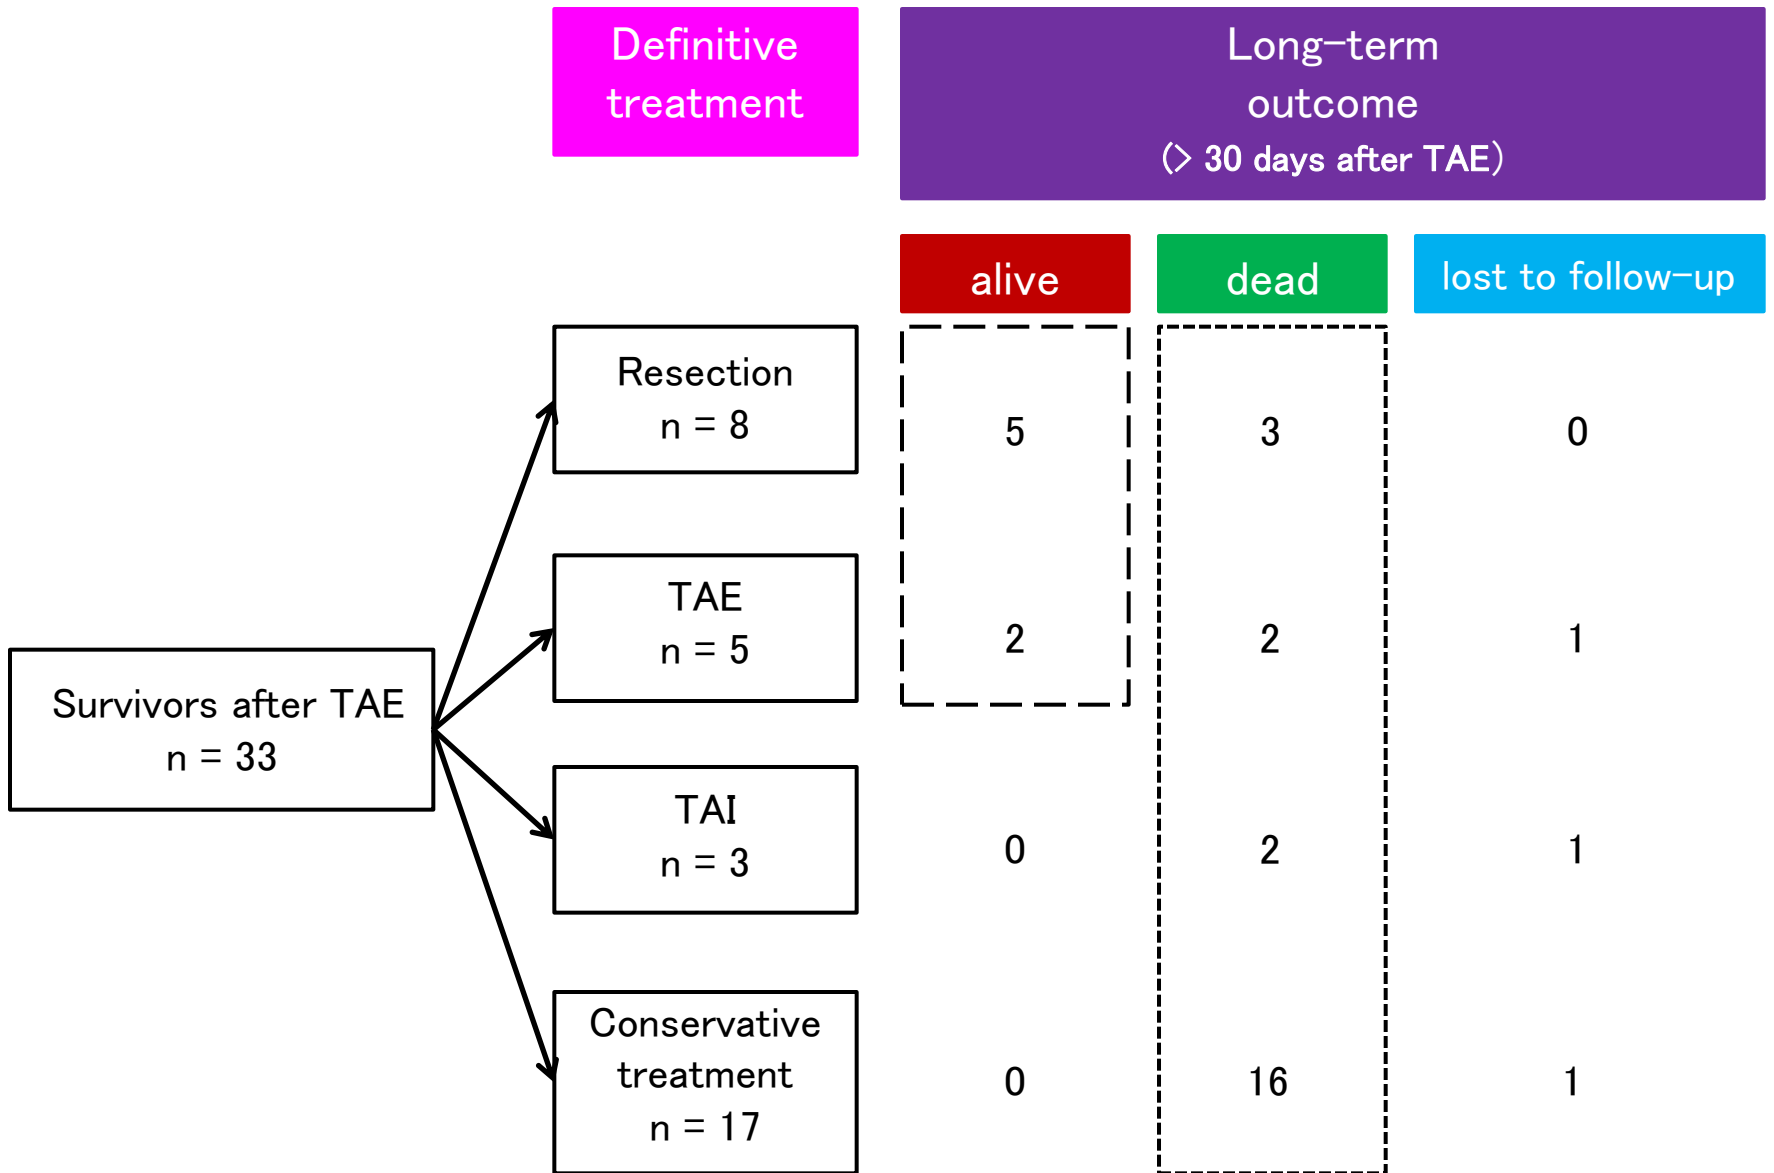 Definitive
treatment
Long-term
outcome
(> 30 days after TAE)
alive
dead
lost to follow-up
Resection
n = 8
5
3
0
TAE
n = 5
2
2
1
Survivors after TAE
n = 33
TAI
n = 3
0
2
1
Conservative
treatment
n = 17
0
16
1